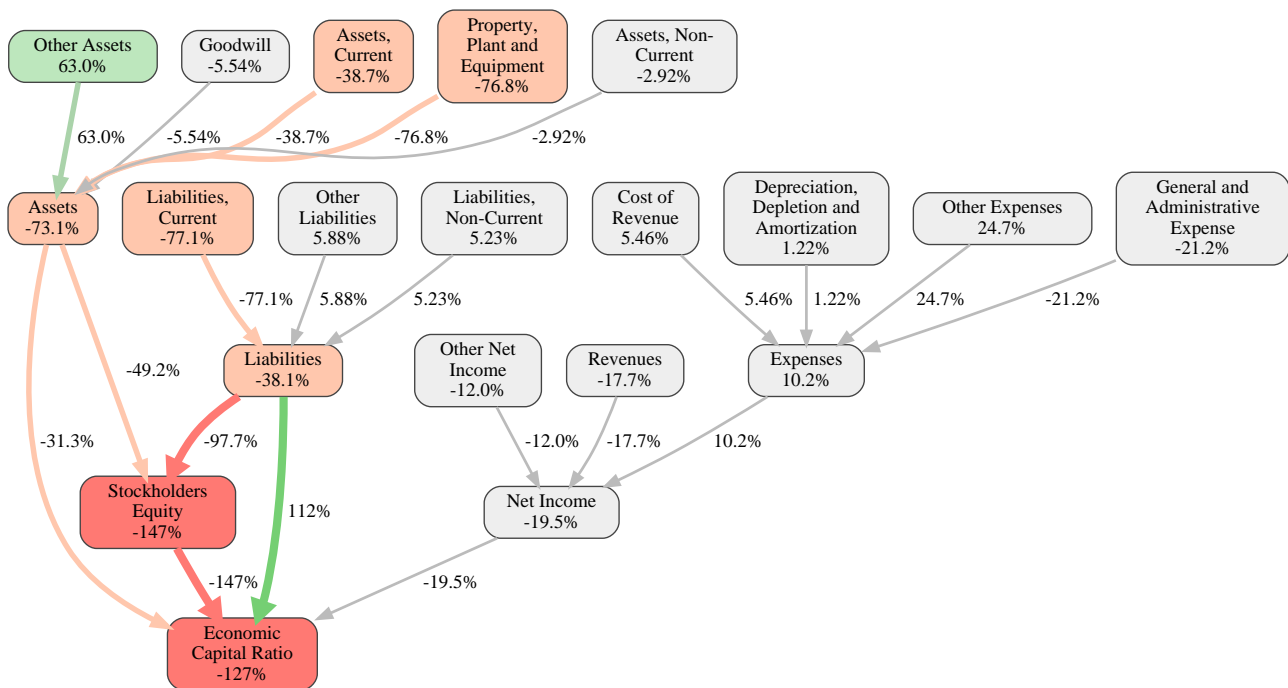 Other Assets
63.0%
Goodwill
-5.54%
Assets,
Current
-38.7%
Property,
Plant and
Equipment
-76.8%
Assets, Non-
Current
-2.92%
63.0%
-5.54%
-38.7%
-76.8%
-2.92%
Assets
-73.1%
Liabilities,
Current
-77.1%
Other
Liabilities
5.88%
Liabilities,
Non-Current
5.23%
Cost of
Revenue
5.46%
Depreciation,
Depletion and
Amortization
1.22%
Other Expenses
24.7%
General and
Administrative
Expense
-21.2%
-77.1%
5.88%
5.23%
5.46%
1.22%
24.7%
-21.2%
-49.2%
Liabilities
-38.1%
Other Net
Income
-12.0%
Revenues
-17.7%
Expenses
10.2%
-31.3%
-97.7%
-12.0%
-17.7%
10.2%
Stockholders
Equity
-147%
112%
Net Income
-19.5%
-147%
-19.5%
Economic
Capital Ratio
-127%